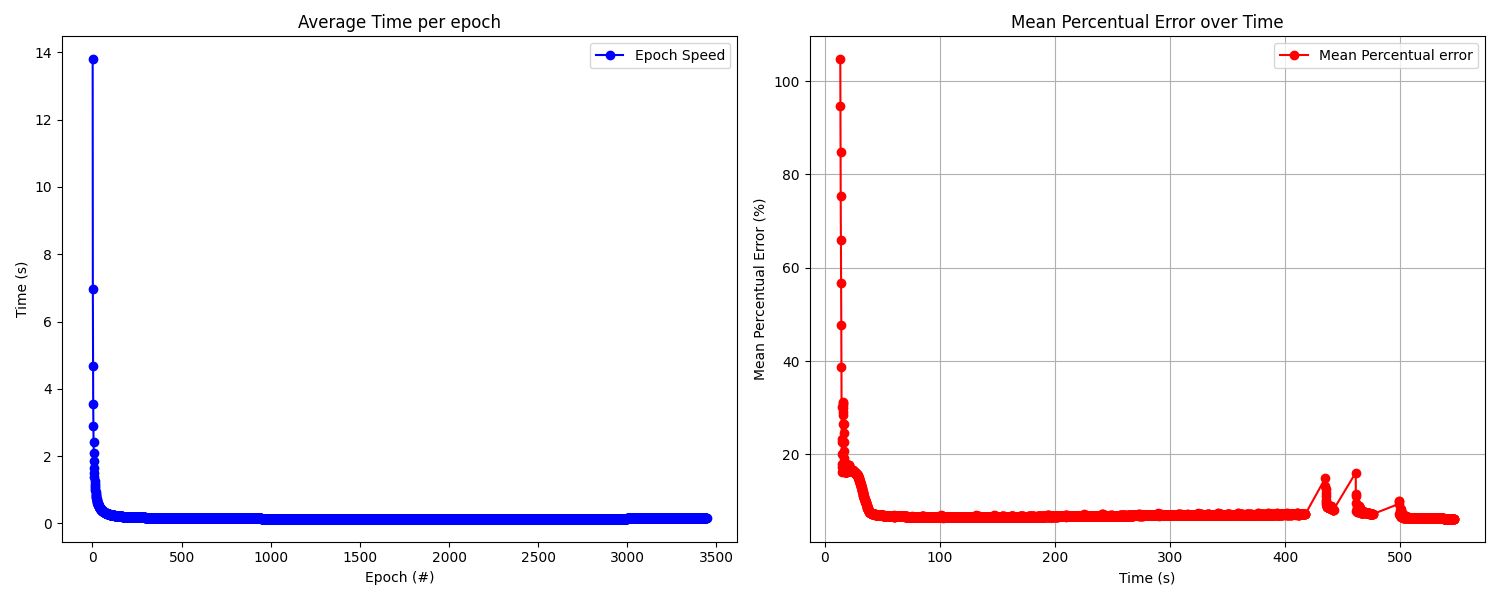 Average Time per epoch
Epoch Speed
14
12
10
8
6
4
2
0
Time (s)
0 500 1000 1500 2000 2500 3000 3500
Epoch (#)
Mean Percentual Error over Time
Mean Percentual error
100
80
60
40
20
Mean Percentual Error (%)
0 100 200 300 400 500
Time (s)